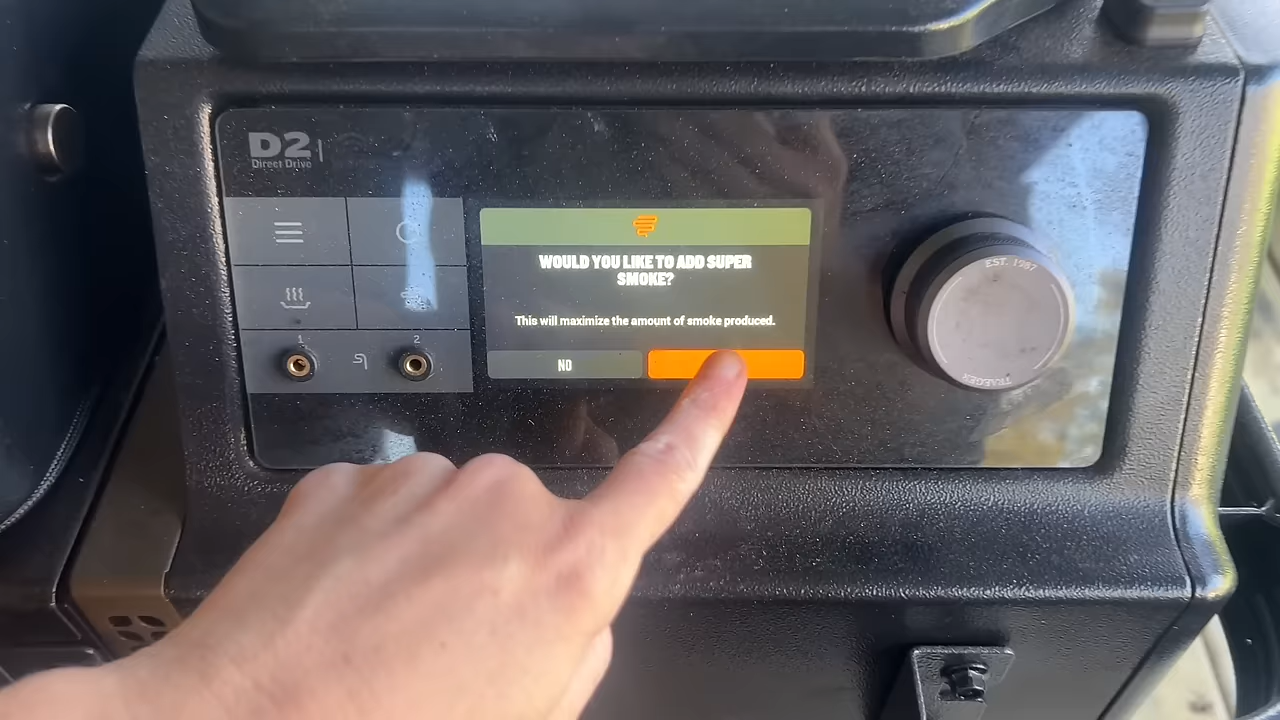 D2
Direct Drive
WOULD YOU LIKE TO ADD SUPER
SMOKE?
This will maximize the amount of smoke produced.
NO
1
2
EST. 1987
TRAEGER